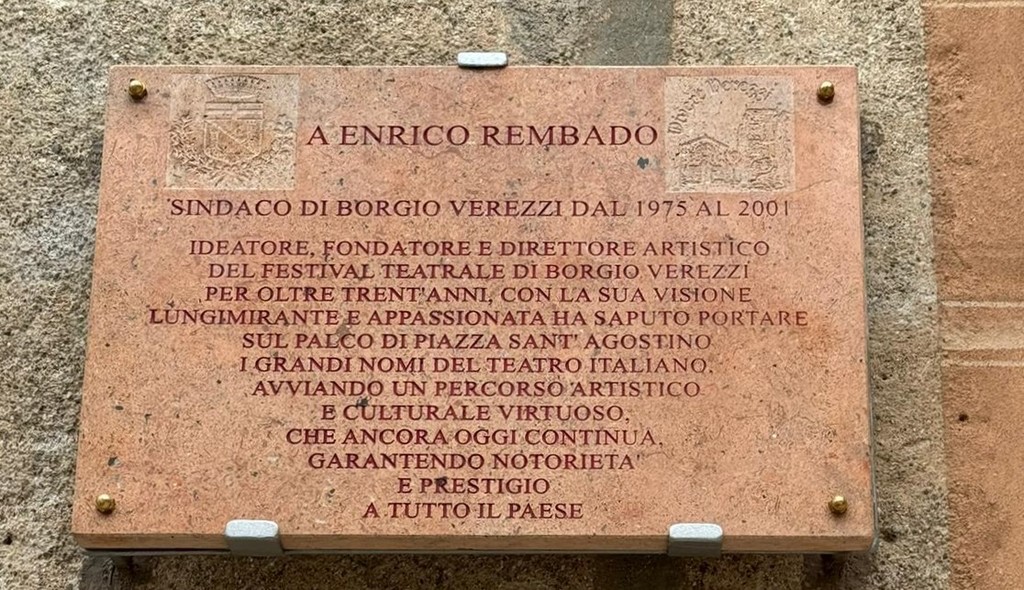 A ENRICO REMBADO
SINDACO DI BORGIO VEREZZI DAL 1975 AL 2001
IDEATORE, FONDATORE E DIRETTORE ARTISTICO
DEL FESTIVAL TEATRALE DI BORGIO VEREZZI
PER OLTRE TRENT'ANNI, CON LA SUA VISIONE
LUNGIMIRANTE E APPASSIONATA HA SAPUTO PORTARE
SUL PALCO DI PIAZZA SANT' AGOSTINO
I GRANDI NOMI DEL TEATRO ITALIANO,
AVVIANDO UN PERCORSO ARTISTICO
E CULTURALE VIRTUOSO,
CHE ANCORA OGGI CONTINUA,
GARANTENDO NOTORIETA'
E PRESTIGIO
A TUTTO IL PAESE